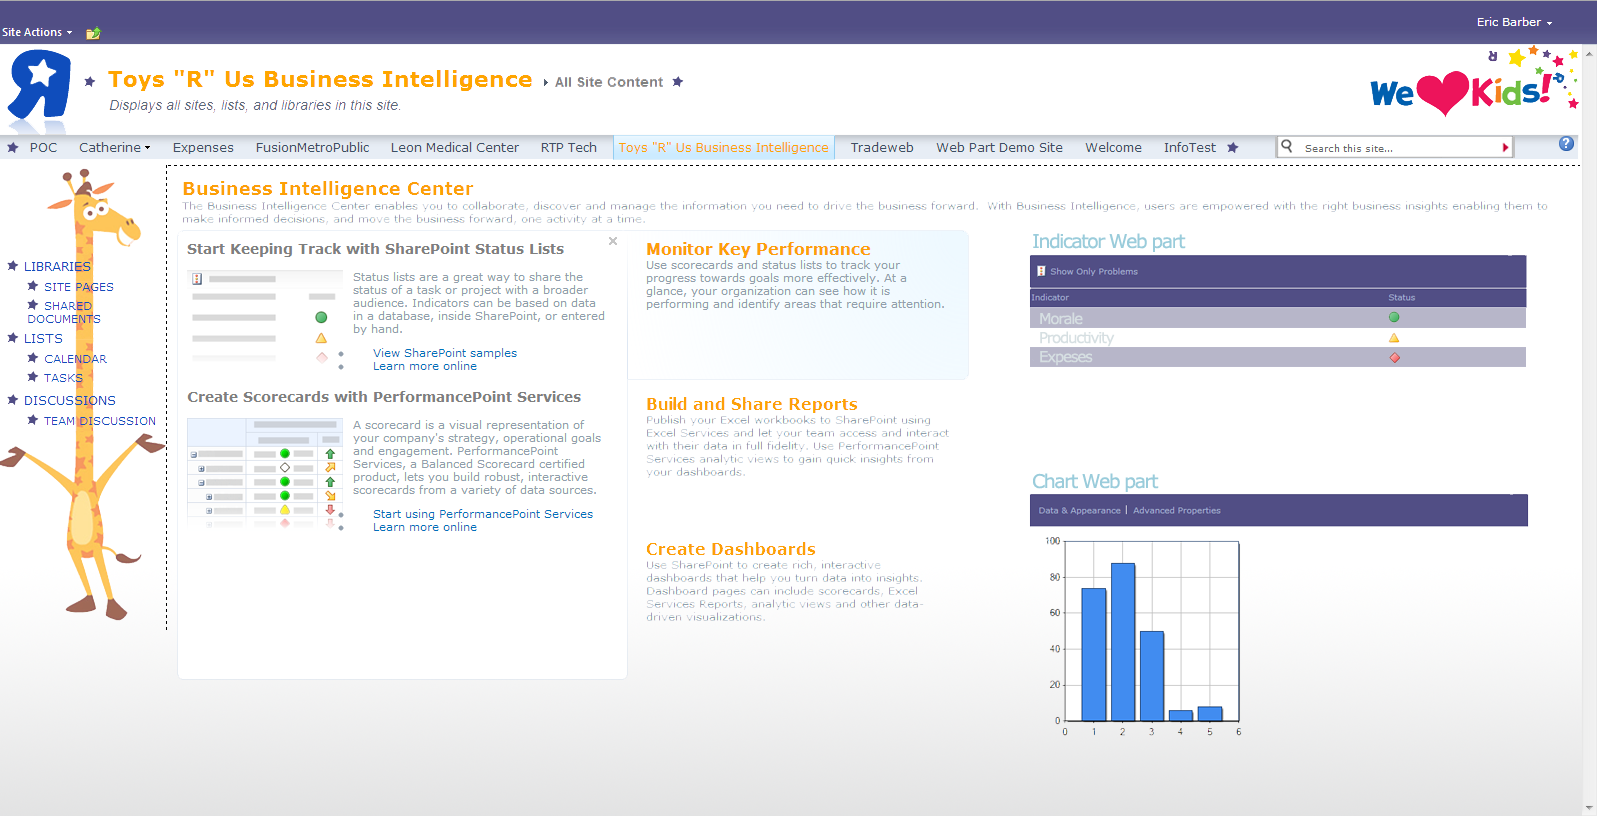 Site Actions
Eric Barber
Toys "R" Us Business Intelligence
All Site Content
Displays all sites, lists, and libraries in this site.
We Kids!
POC Catherine Expenses FusionMetroPublic Leon Medical Center RTP Tech Toys "R" Us Business Intelligence Tradeweb Web Part Demo Site Welcome InfoTest
Search this site...
LIBRARIES
SITE PAGES
SHARED
DOCUMENTS
LISTS
CALENDAR
TASKS
DISCUSSIONS
TEAM DISCUSSION
Business Intelligence Center
The Business Intelligence Center enables you to collaborate, discover and manage the information you need to drive the business forward. With Business Intelligence, users are empowered with the right business insights enabling them to
make informed decisions, and move the business forward, one activity at a time.
Start Keeping Track with SharePoint Status Lists
Status lists are a great way to share the
status of a task or project with a broader
audience. Indicators can be based on data
in a database, inside SharePoint, or entered
by hand.
View SharePoint samples
Learn more online
Create Scorecards with PerformancePoint Services
A scorecard is a visual representation of
your company's strategy, operational goals
and engagement. PerformancePoint
Services, a Balanced Scorecard certified
product, lets you build robust, interactive
scorecards from a variety of data sources.
Start using PerformancePoint Services
Learn more online
Monitor Key Performance
Use scorecards and status lists to track your
progress towards goals more effectively. At a
glance, your organization can see how it is
performing and identify areas that require attention.
Build and Share Reports
Publish your Excel workbooks to SharePoint using
Excel Services and let your team access and interact
with their data in full fidelity. Use PerformancePoint
Services analytic views to gain quick insights from
your dashboards.
Create Dashboards
Use SharePoint to create rich, interactive
dashboards that help you turn data into insights.
Dashboard pages can include scorecards, Excel
Services Reports, analytic views and other data-
driven visualizations.
Indicator Web part
Show Only Problems
Indicator Status
Morale
Productivity
Expeses
Chart Web part
Data & Appearance | Advanced Properties
100
80
60
40
20
0
0 1 2 3 4 5 6